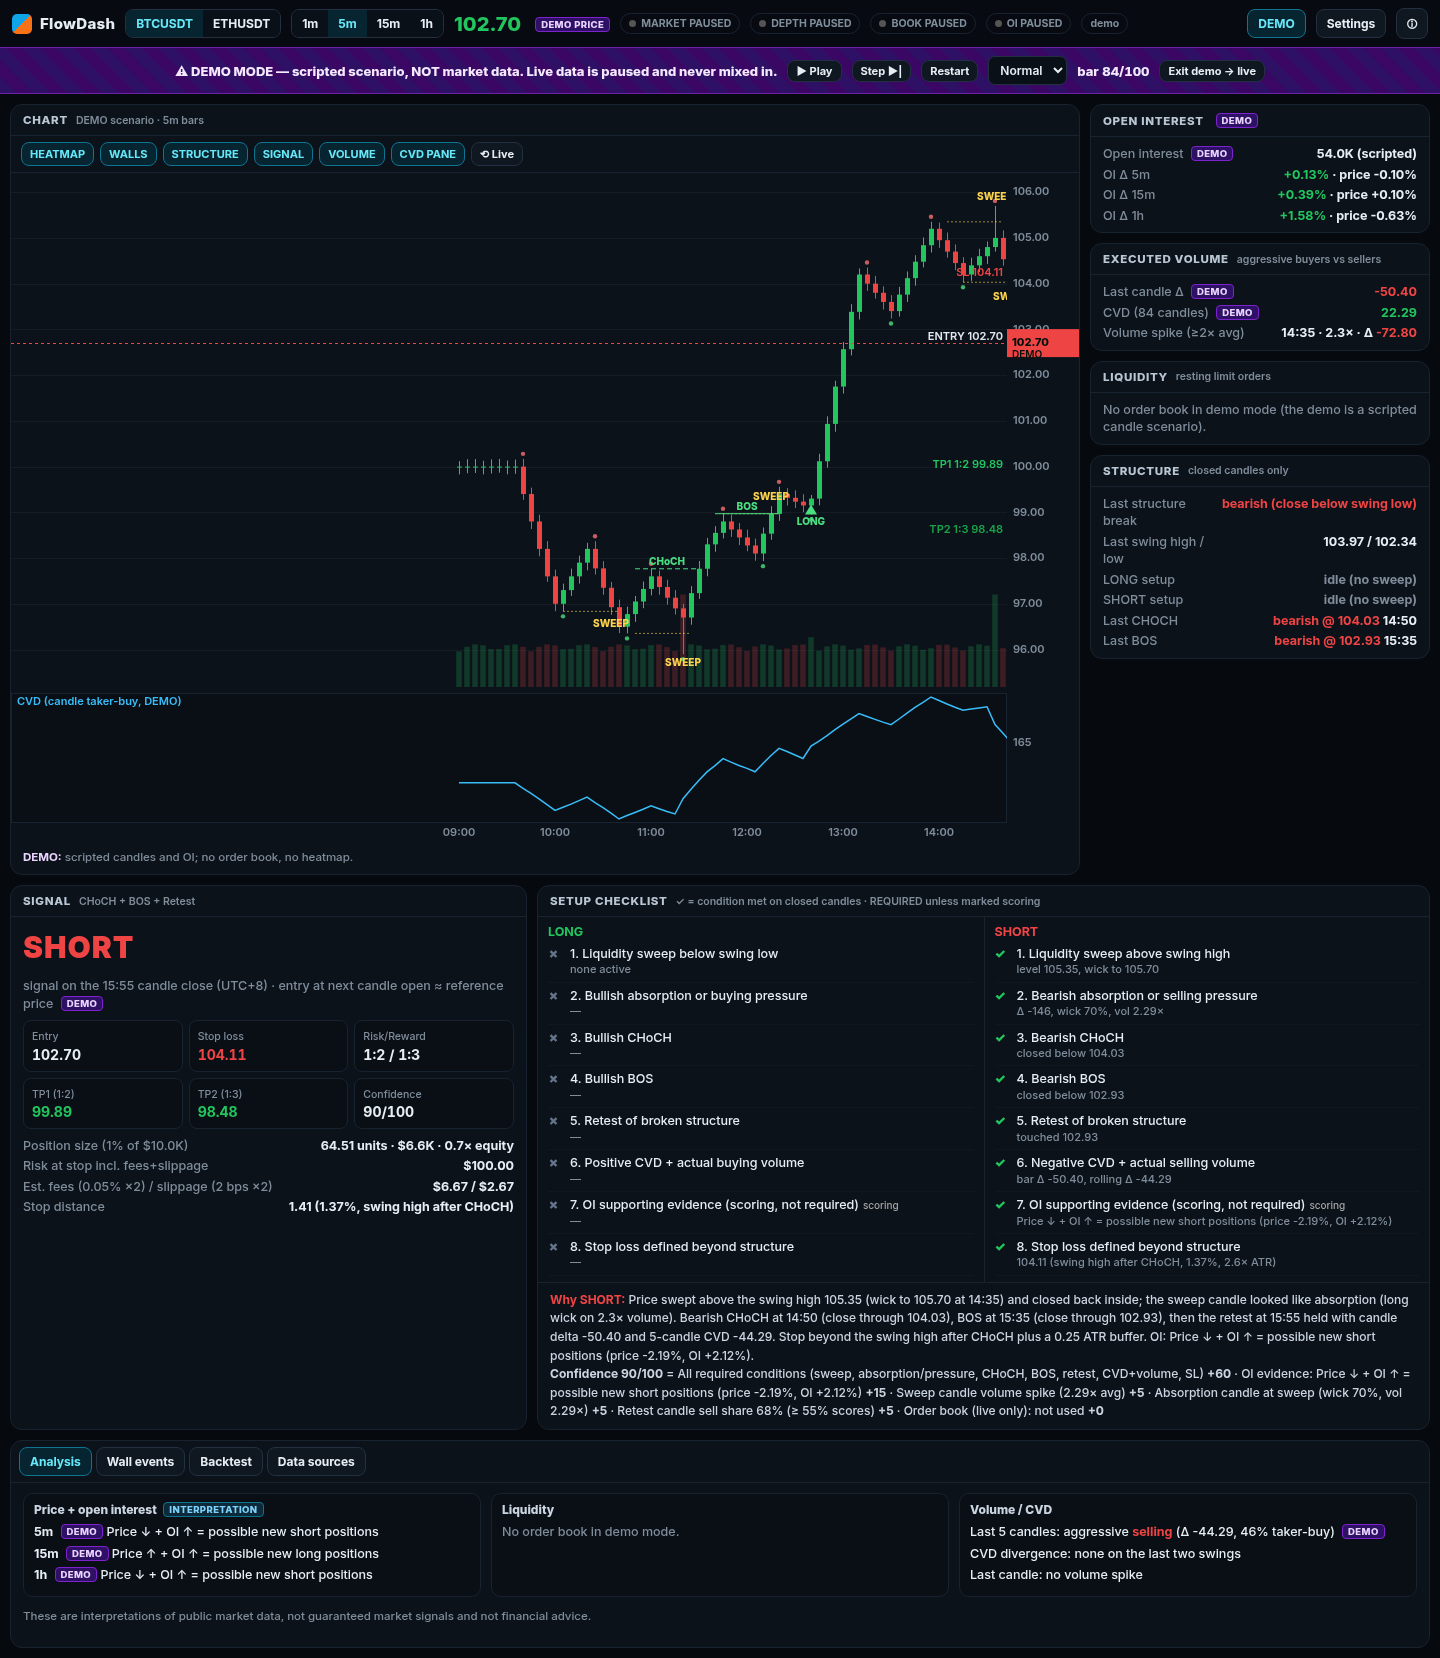 FlowDash BTCUSDT ETHUSDT 1m 5m 15m 1h 102.70 DEMO PRICE MARKET PAUSED DEPTH PAUSED BOOK PAUSED OI PAUSED demo DEMO Settings
⚠ DEMO MODE — scripted scenario, NOT market data. Live data is paused and never mixed in. ▶ Play Step ▶| Restart Normal bar 84/100 Exit demo → live
CHART DEMO scenario · 5m bars
HEATMAP WALLS STRUCTURE SIGNAL VOLUME CVD PANE ⟲ Live
106.00
SWEE
105.00
SL 104.11
104.00
SW
103.00
ENTRY 102.70
102.70
DEMO
102.00
101.00
TP1 1:2 99.89
100.00
SWEEP
BOS
LONG
99.00
TP2 1:3 98.48
98.00
CHoCH
97.00
SWEEP
96.00
SWEEP
CVD (candle taker-buy, DEMO)
165
09:00 10:00 11:00 12:00 13:00 14:00
DEMO: scripted candles and OI; no order book, no heatmap.
OPEN INTEREST DEMO
Open interest DEMO 54.0K (scripted)
OI Δ 5m +0.13% · price -0.10%
OI Δ 15m +0.39% · price +0.10%
OI Δ 1h +1.58% · price -0.63%
EXECUTED VOLUME aggressive buyers vs sellers
Last candle Δ DEMO -50.40
CVD (84 candles) DEMO 22.29
Volume spike (≥2× avg) 14:35 · 2.3× · Δ -72.80
LIQUIDITY resting limit orders
No order book in demo mode (the demo is a scripted
candle scenario).
STRUCTURE closed candles only
Last structure break bearish (close below swing low)
Last swing high / low 103.97 / 102.34
LONG setup idle (no sweep)
SHORT setup idle (no sweep)
Last CHOCH bearish @ 104.03 14:50
Last BOS bearish @ 102.93 15:35
SIGNAL CHoCH + BOS + Retest
SHORT
signal on the 15:55 candle close (UTC+8) · entry at next candle open ≈ reference
price DEMO
Entry Stop loss Risk/Reward
102.70 104.11 1:2 / 1:3
TP1 (1:2) TP2 (1:3) Confidence
99.89 98.48 90/100
Position size (1% of $10.0K) 64.51 units · $6.6K · 0.7× equity
Risk at stop incl. fees+slippage $100.00
Est. fees (0.05% ×2) / slippage (2 bps ×2) $6.67 / $2.67
Stop distance 1.41 (1.37%, swing high after CHoCH)
SETUP CHECKLIST ✓ = condition met on closed candles · REQUIRED unless marked scoring
LONG
✖ 1. Liquidity sweep below swing low
none active
✖ 2. Bullish absorption or buying pressure
—
✖ 3. Bullish CHoCH
—
✖ 4. Bullish BOS
—
✖ 5. Retest of broken structure
—
✖ 6. Positive CVD + actual buying volume
—
✖ 7. OI supporting evidence (scoring, not required) scoring
—
✖ 8. Stop loss defined beyond structure
—
SHORT
✔ 1. Liquidity sweep above swing high
level 105.35, wick to 105.70
✔ 2. Bearish absorption or selling pressure
Δ -146, wick 70%, vol 2.29×
✔ 3. Bearish CHoCH
closed below 104.03
✔ 4. Bearish BOS
closed below 102.93
✔ 5. Retest of broken structure
touched 102.93
✔ 6. Negative CVD + actual selling volume
bar Δ -50.40, rolling Δ -44.29
✔ 7. OI supporting evidence (scoring, not required) scoring
Price ↓ + OI ↑ = possible new short positions (price -2.19%, OI +2.12%)
✔ 8. Stop loss defined beyond structure
104.11 (swing high after CHoCH, 1.37%, 2.6× ATR)
Why SHORT: Price swept above the swing high 105.35 (wick to 105.70 at 14:35) and closed back inside; the sweep candle looked like absorption (long
wick on 2.3× volume). Bearish CHoCH at 14:50 (close through 104.03), BOS at 15:35 (close through 102.93), then the retest at 15:55 held with candle
delta -50.40 and 5-candle CVD -44.29. Stop beyond the swing high after CHoCH plus a 0.25 ATR buffer. OI: Price ↓ + OI ↑ = possible new short
positions (price -2.19%, OI +2.12%).
Confidence 90/100 = All required conditions (sweep, absorption/pressure, CHoCH, BOS, retest, CVD+volume, SL) +60 · OI evidence: Price ↓ + OI ↑ =
possible new short positions (price -2.19%, OI +2.12%) +15 · Sweep candle volume spike (2.29× avg) +5 · Absorption candle at sweep (wick 70%, vol
2.29×) +5 · Retest candle sell share 68% (≥ 55% scores) +5 · Order book (live only): not used +0
Analysis Wall events Backtest Data sources
Price + open interest INTERPRETATION
5m DEMO Price ↓ + OI ↑ = possible new short positions
15m DEMO Price ↑ + OI ↑ = possible new long positions
1h DEMO Price ↓ + OI ↑ = possible new short positions
Liquidity
No order book in demo mode.
Volume / CVD
Last 5 candles: aggressive selling (Δ -44.29, 46% taker-buy) DEMO
CVD divergence: none on the last two swings
Last candle: no volume spike
These are interpretations of public market data, not guaranteed market signals and not financial advice.